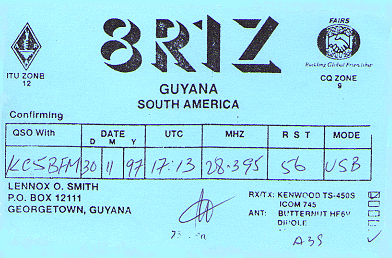 8R1Z
FAIRS
Building Global Friendship
ITU ZONE
12
GUYANA
SOUTH AMERICA
CQ ZONE
9
Confirming
QSO With DATE UTC MHZ R S T MODE
D M Y
KC5BFM 30 11 97 17:13 28.395 56 USB
LENNOX O. SMITH
P.O. BOX 12111
GEORGETOWN, GUYANA
RX/TX: KENWOOD TS-450S
ICOM 745
ANT: BUTTERNUT HF6V
DIPOLE
A3S
73